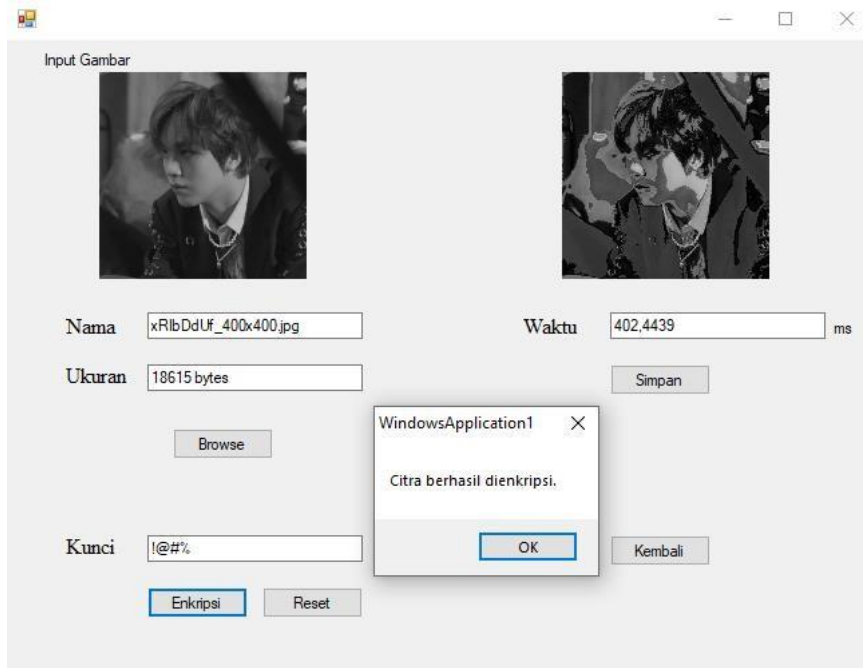 Input Gambar
Nama xRIbDdUf_400x400.jpg
Waktu 402,4439 ms
Ukuran 18615 bytes
Simpan
Browse
WindowsApplication1
Citra berhasil dienkripsi.
OK
Kunci !@#%
Kembali
Enkripsi Reset